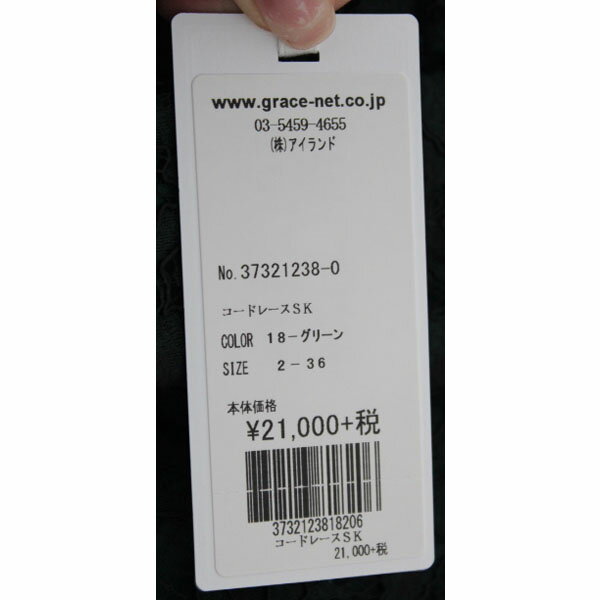 www.grace-net.co.jp
03-5459-4655
(株)アイランド
No. 37321238-0
コードレースSK
COLOR 18-グリーン
SIZE 2-36
本体価格
¥21,000+税
3732123818206
コードレースSK
21,000+税